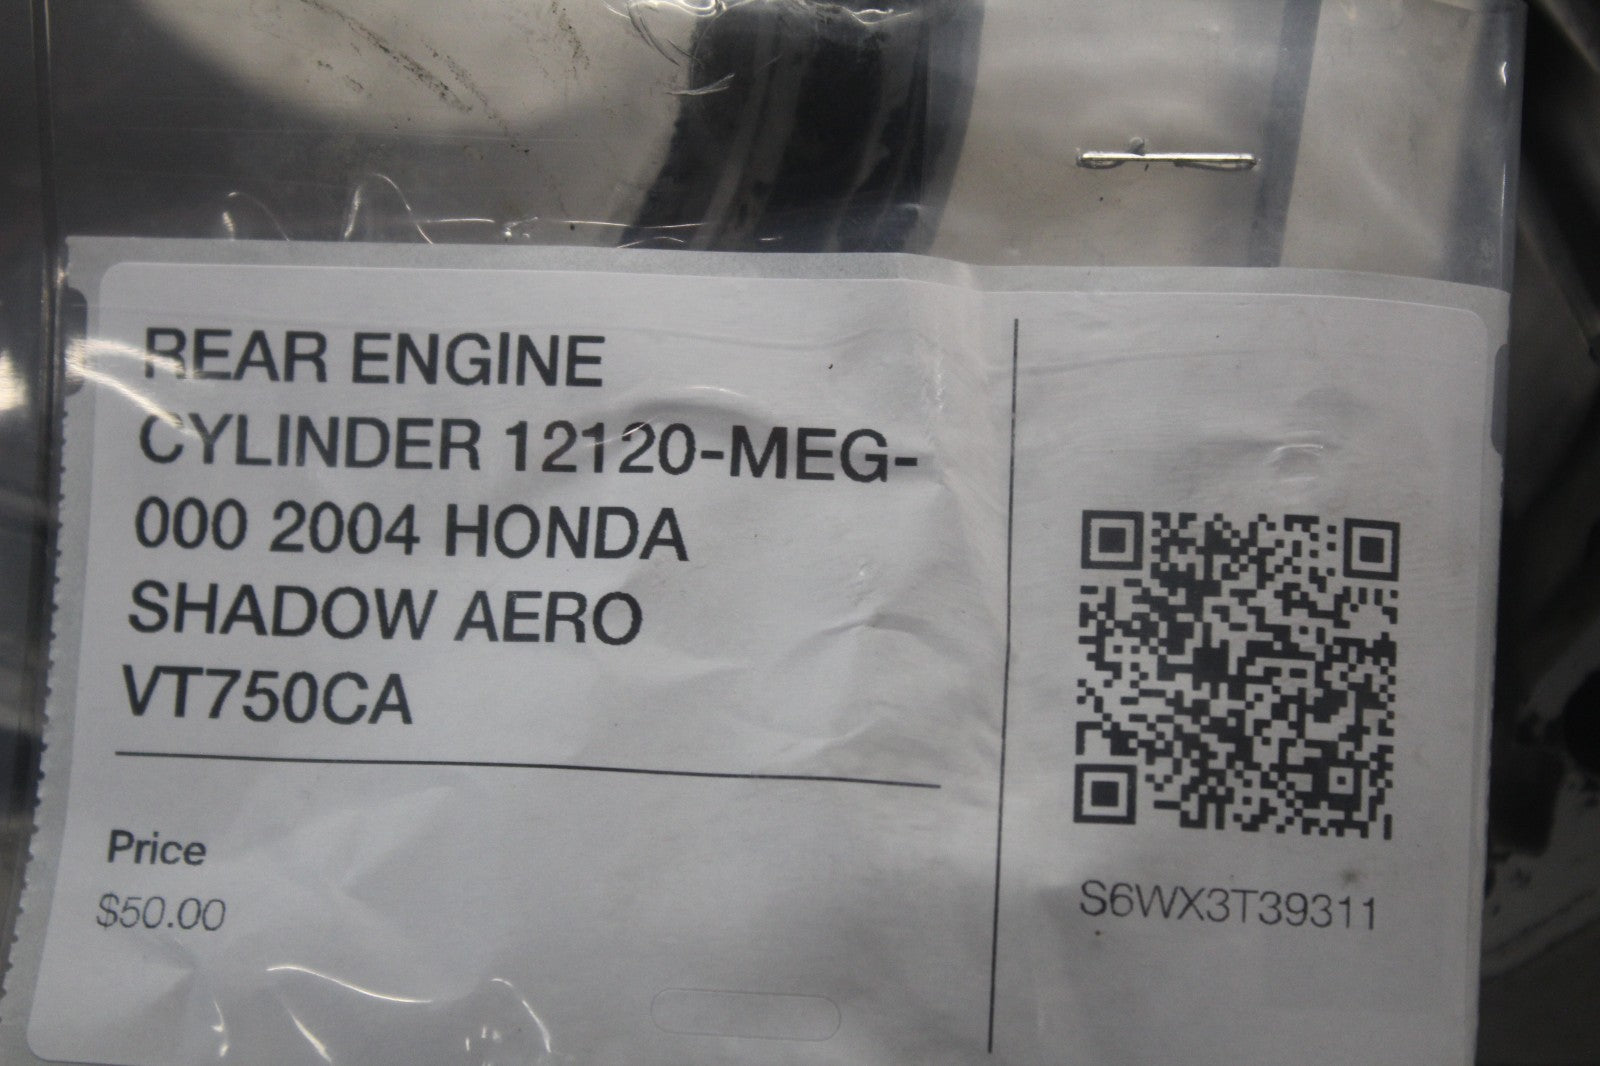 REAR ENGINE
CYLINDER 12120-MEG-
000 2004 HONDA
SHADOW AERO
VT750CA
Price
$50.00
S6WX3T39311